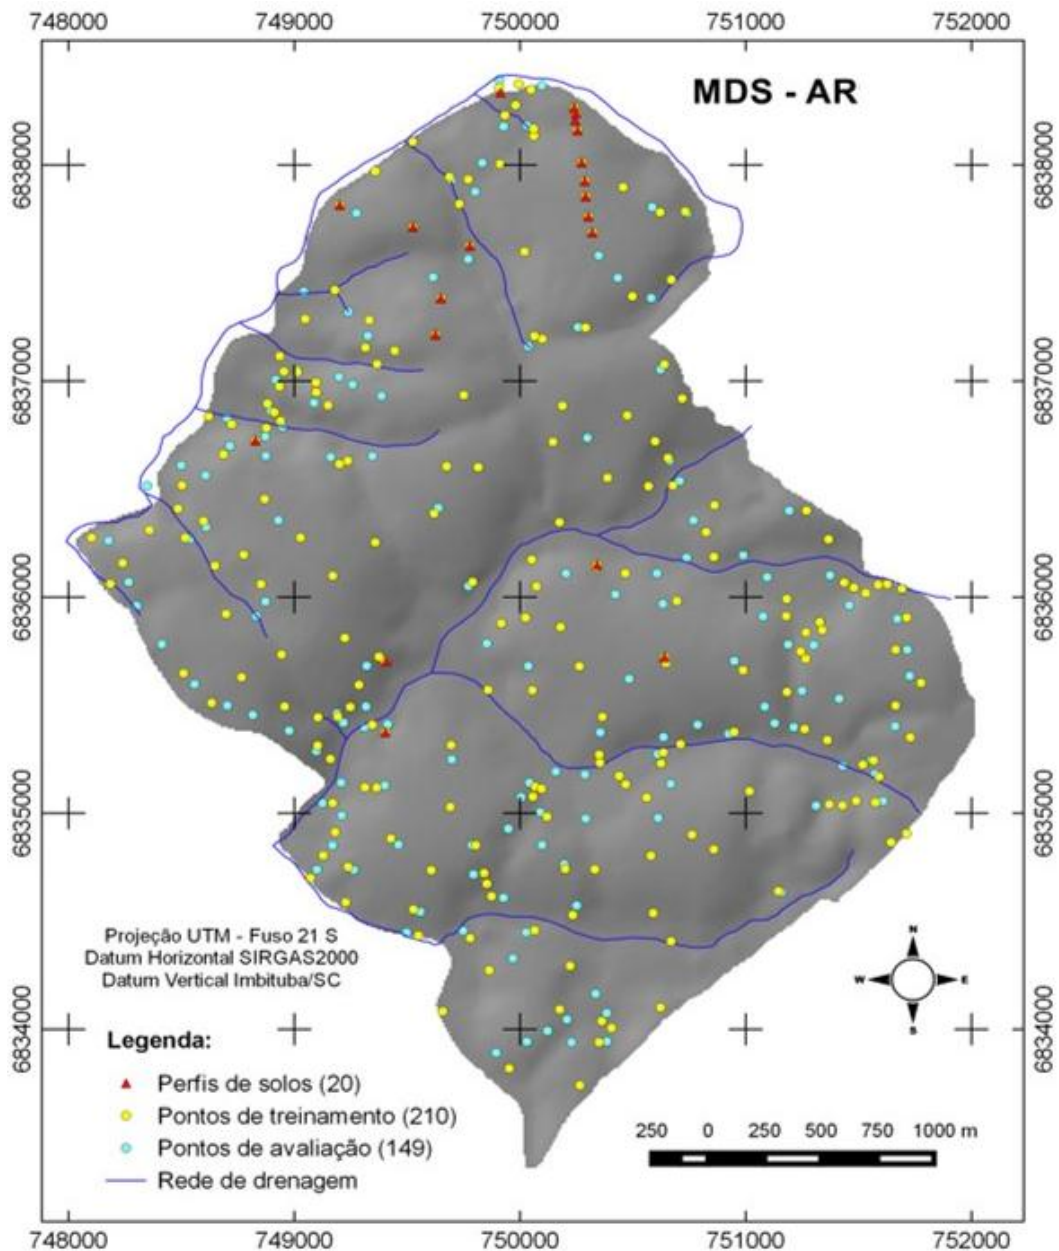 748000 749000 750000 751000 752000
MDS - AR
6838000 6838000
6837000 6837000
6836000 6836000
6835000 6835000
6834000 6834000
Projeção UTM - Fuso 21 S
Datum Horizontal SIRGAS2000
Datum Vertical Imbituba/SC
N
W E
S
Legenda:
Perfis de solos (20)
Pontos de treinamento (210)
Pontos de avaliação (149)
Rede de drenagem
250 0 250 500 750 1000 m
748000 749000 750000 751000 752000